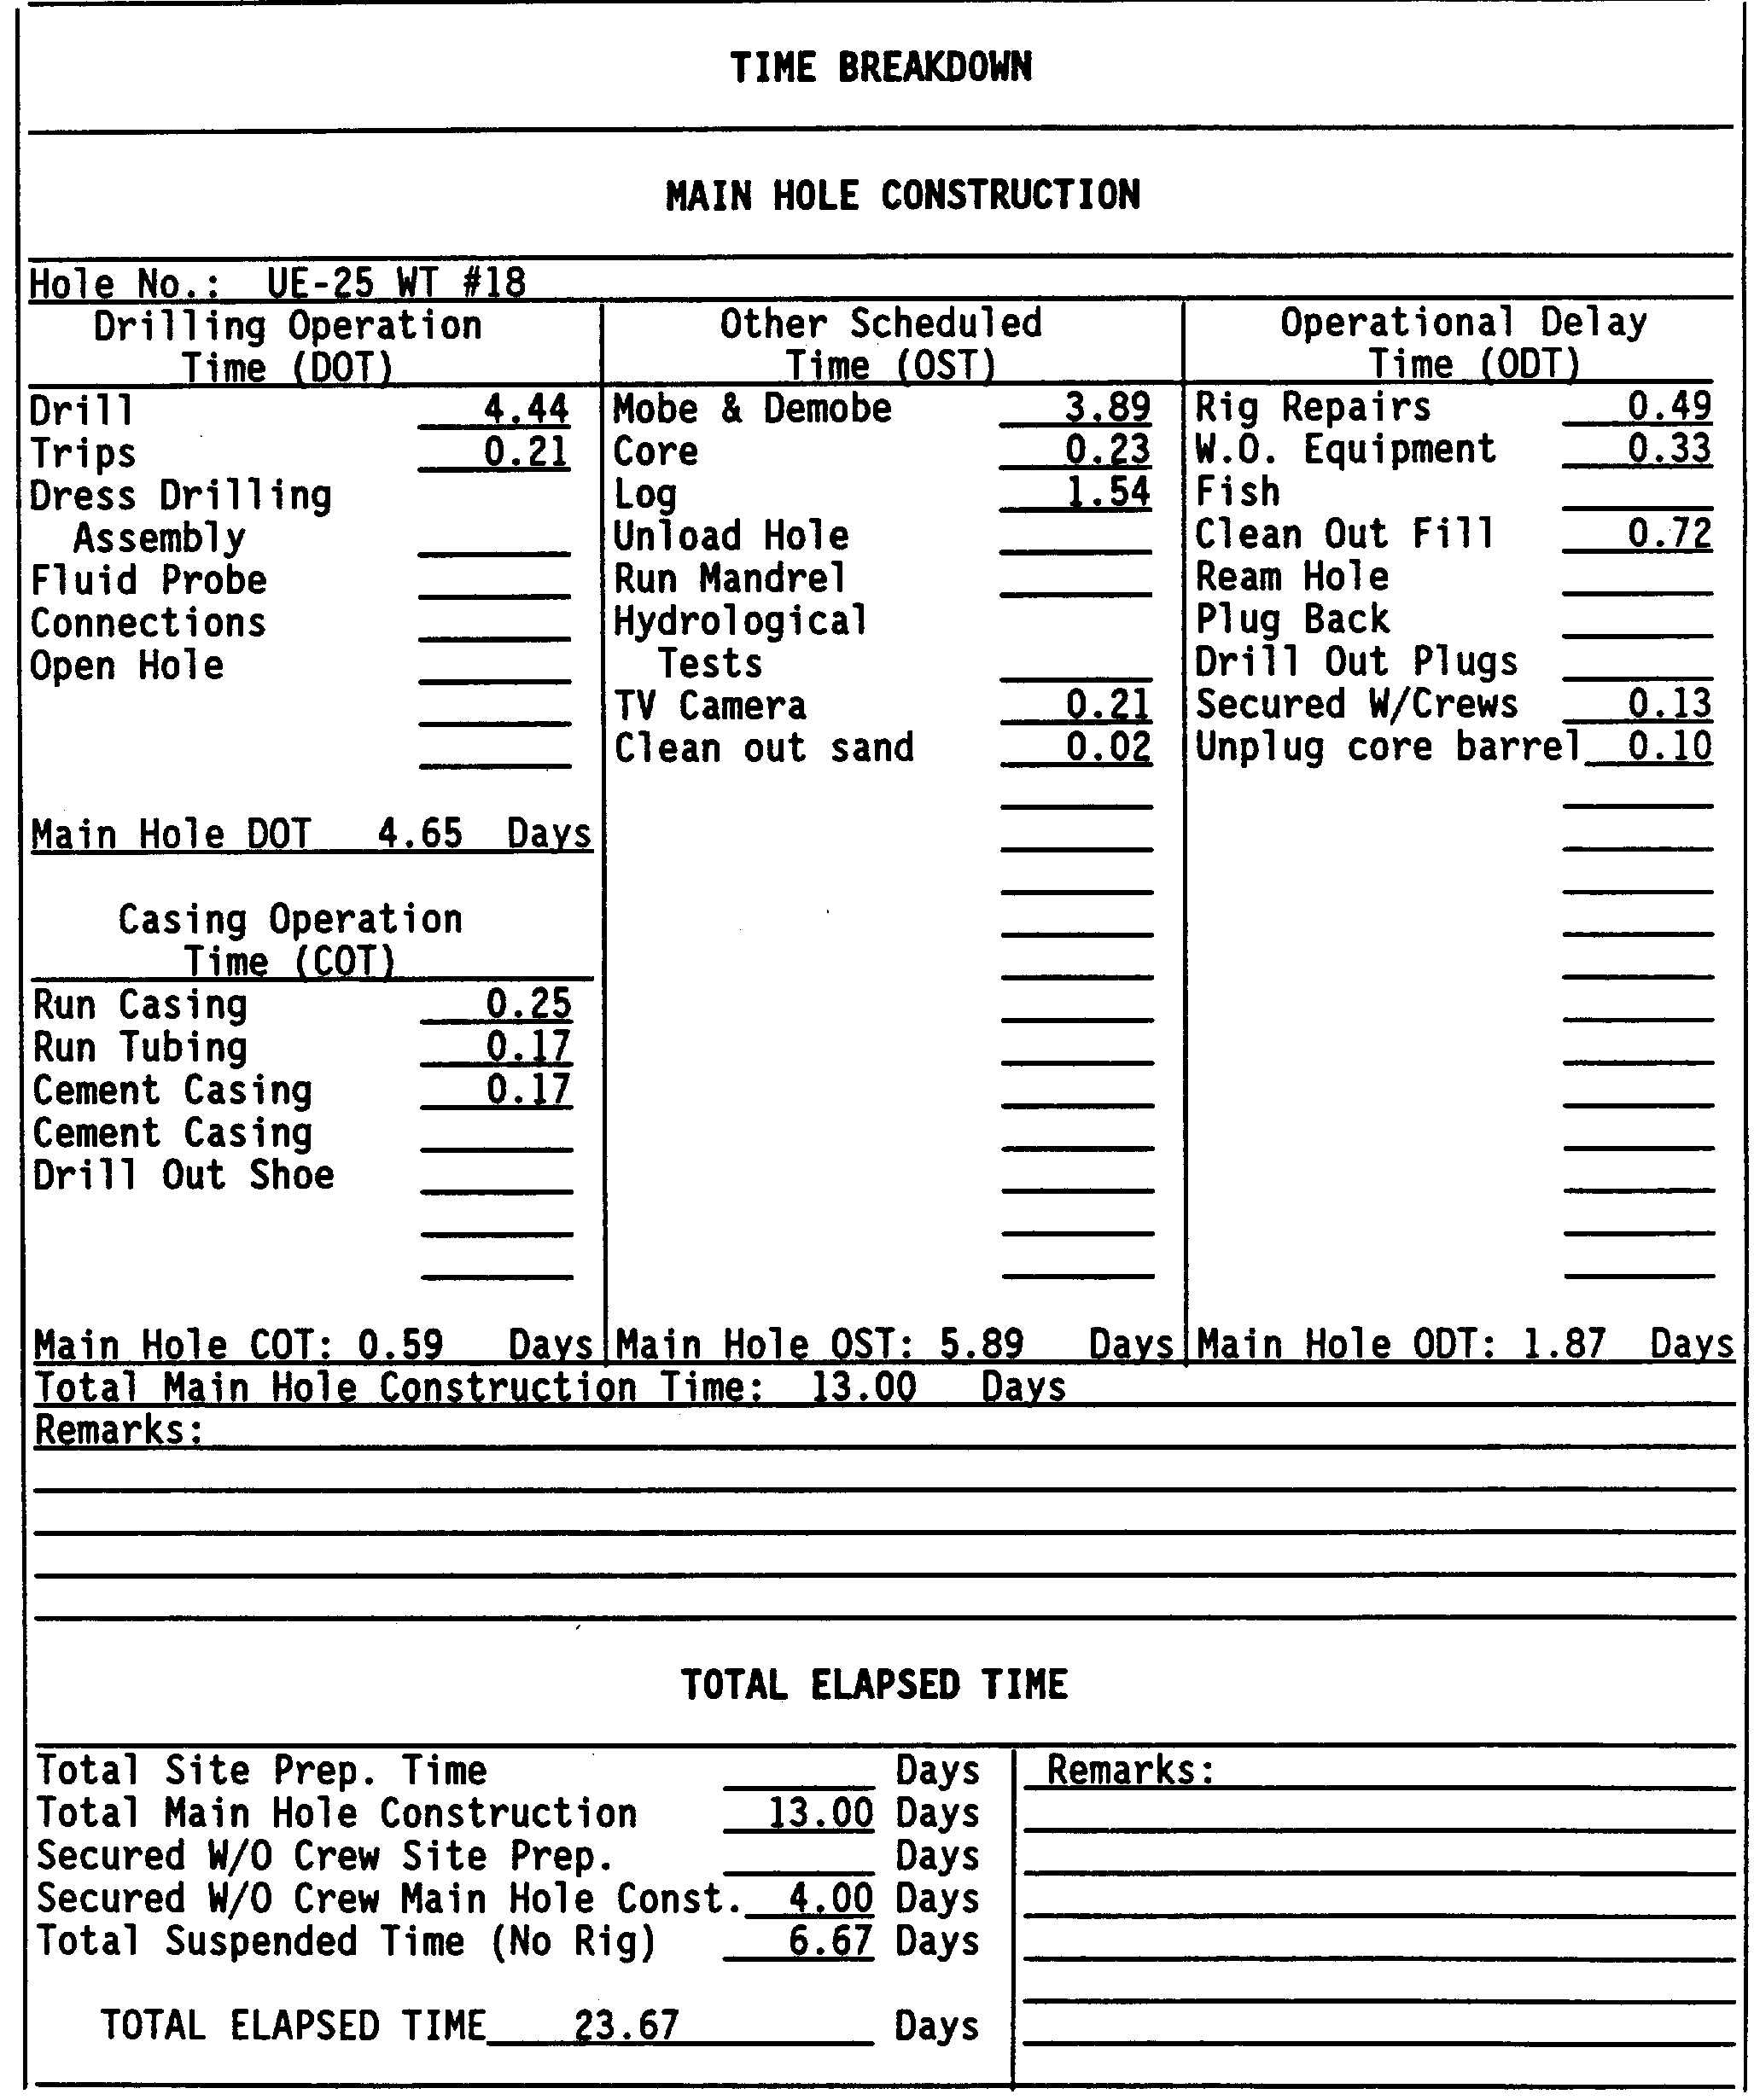 TIME BREAKDOWN
MAIN HOLE CONSTRUCTION
Hole No.: UE-25 WT #18
Drilling Operation
Time (DOT)
Drill 4.44
Trips 0.21
Dress Drilling
Assembly
Fluid Probe
Connections
Open Hole
Main Hole DOT 4.65 Days
Casing Operation
Time (COT)
Run Casing 0.25
Run Tubing 0.17
Cement Casing 0.17
Cement Casing
Drill Out Shoe
Main Hole COT: 0.59 Days
Other Scheduled
Time (OST)
Mobe & Demobe 3.89
Core 0.23
Log 1.54
Unload Hole
Run Mandrel
Hydrological
Tests
TV Camera 0.21
Clean out sand 0.02
Main Hole OST: 5.89 Days
Operational Delay
Time (ODT)
Rig Repairs 0.49
W.O. Equipment 0.33
Fish
Clean Out Fill 0.72
Ream Hole
Plug Back
Drill Out Plugs
Secured W/Crews 0.13
Unplug core barrel 0.10
Main Hole ODT: 1.87 Days
Total Main Hole Construction Time: 13.00 Days
Remarks:
TOTAL ELAPSED TIME
Total Site Prep. Time Days
Total Main Hole Construction 13.00 Days
Secured W/O Crew Site Prep. Days
Secured W/O Crew Main Hole Const. 4.00 Days
Total Suspended Time (No Rig) 6.67 Days
TOTAL ELAPSED TIME 23.67 Days
Remarks: